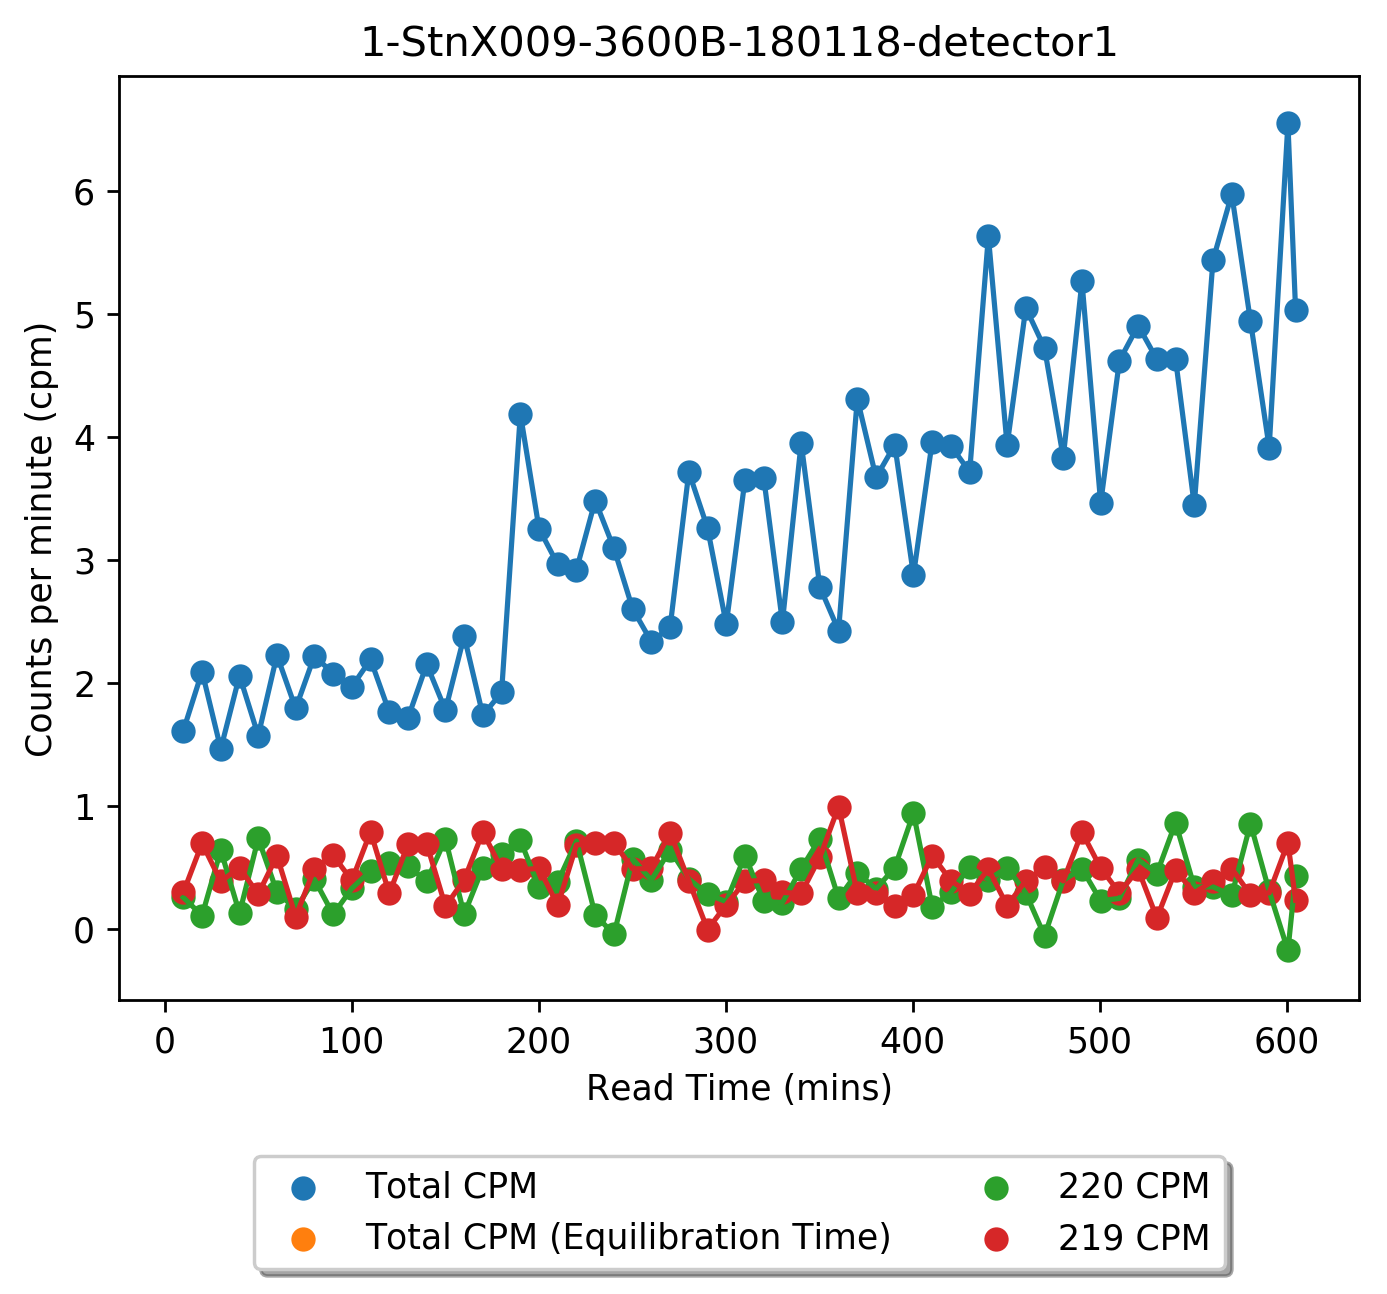 1-StnX009-3600B-180118-detector1
Counts per minute (cpm)
6
5
4
3
2
1
0
0 100 200 300 400 500 600
Read Time (mins)
Total CPM
Total CPM (Equilibration Time)
220 CPM
219 CPM